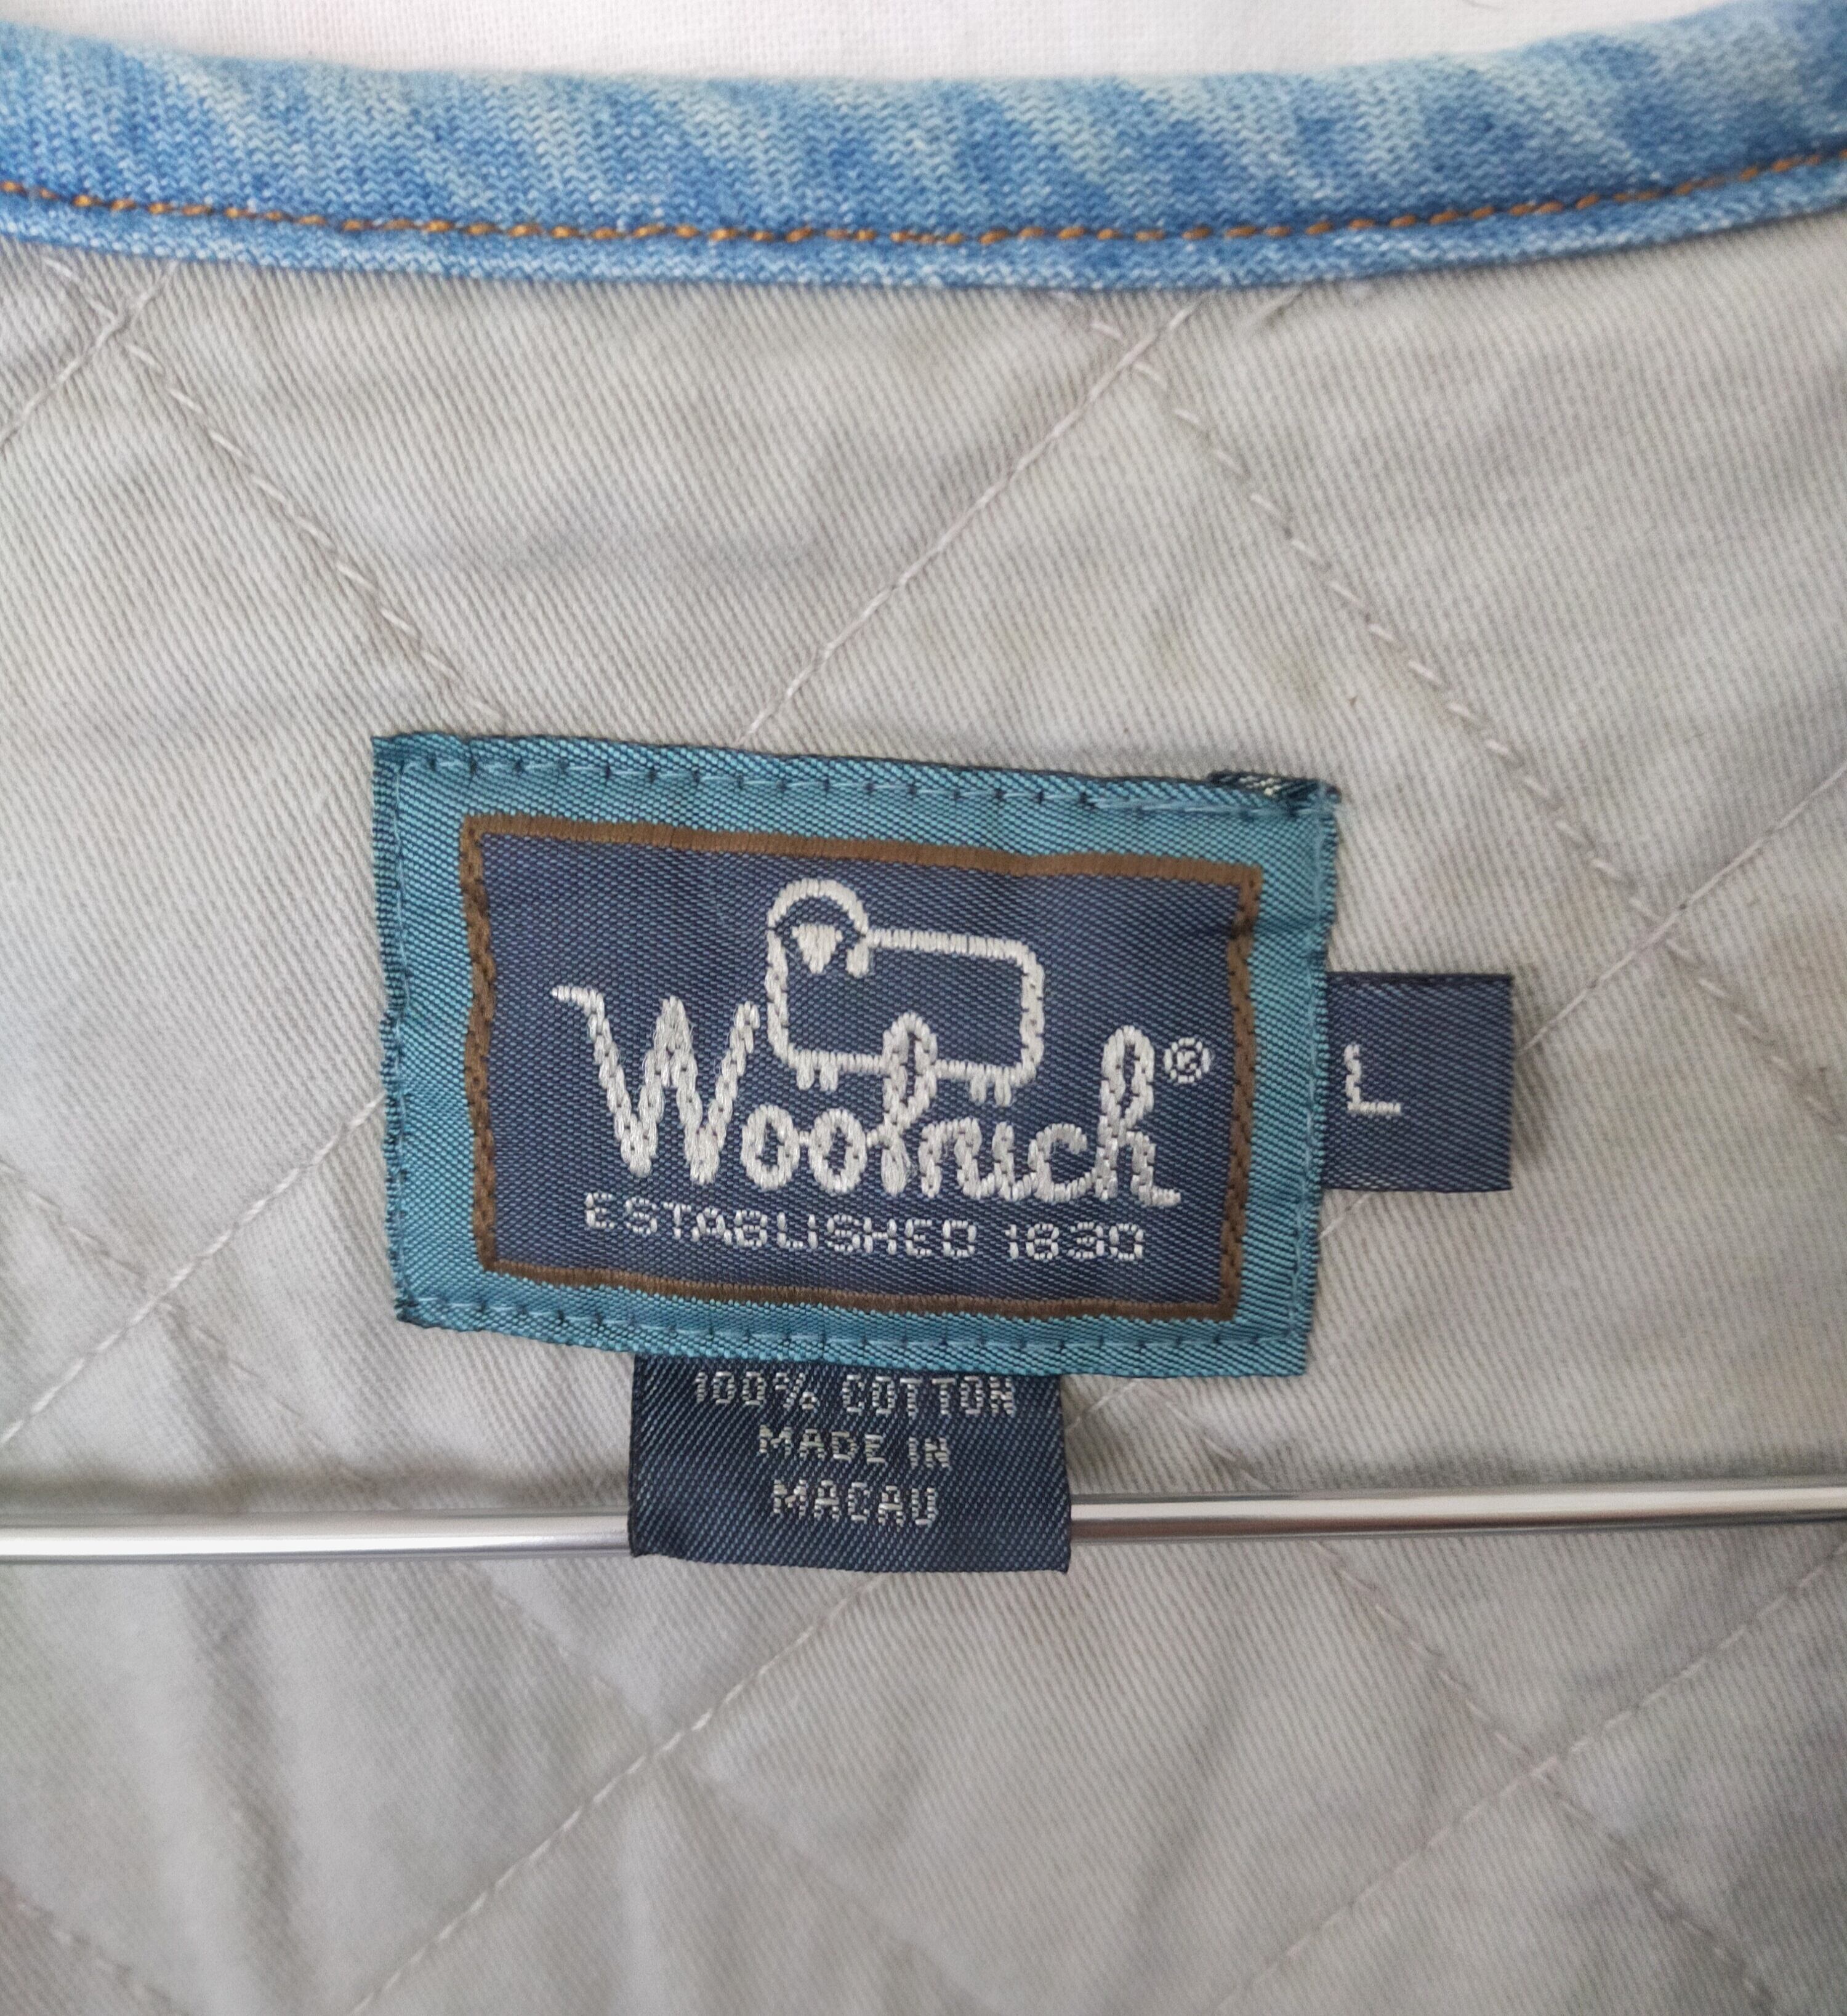 Woolrich®
ESTABLISHED 1830
L
100% COTTON
MADE IN
MACAU